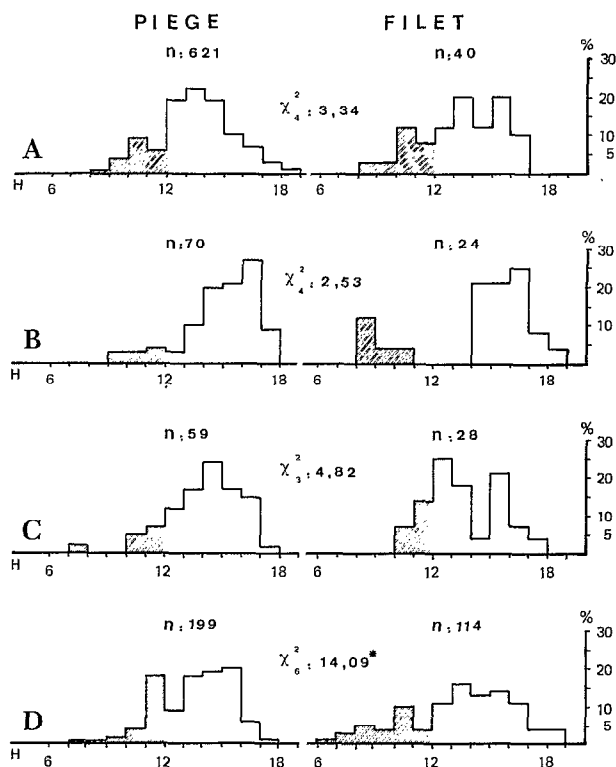 PIEGE FILET
n:621 n:40
%
30
χ²₄ : 3,34
20
10
A
5
H 6 12 18 6 12 18
n:70 n:24
%
30
χ²₄ : 2,53
20
10
B
5
H 6 12 18 6 12 18
n:59 n:28
%
30
χ²₃ : 4,82
20
10
C
5
H 6 12 18 6 12 18
n:199 n:114
%
30
χ²₆ : 14,09*
20
10
D
5
H 6 12 18 6 12 18